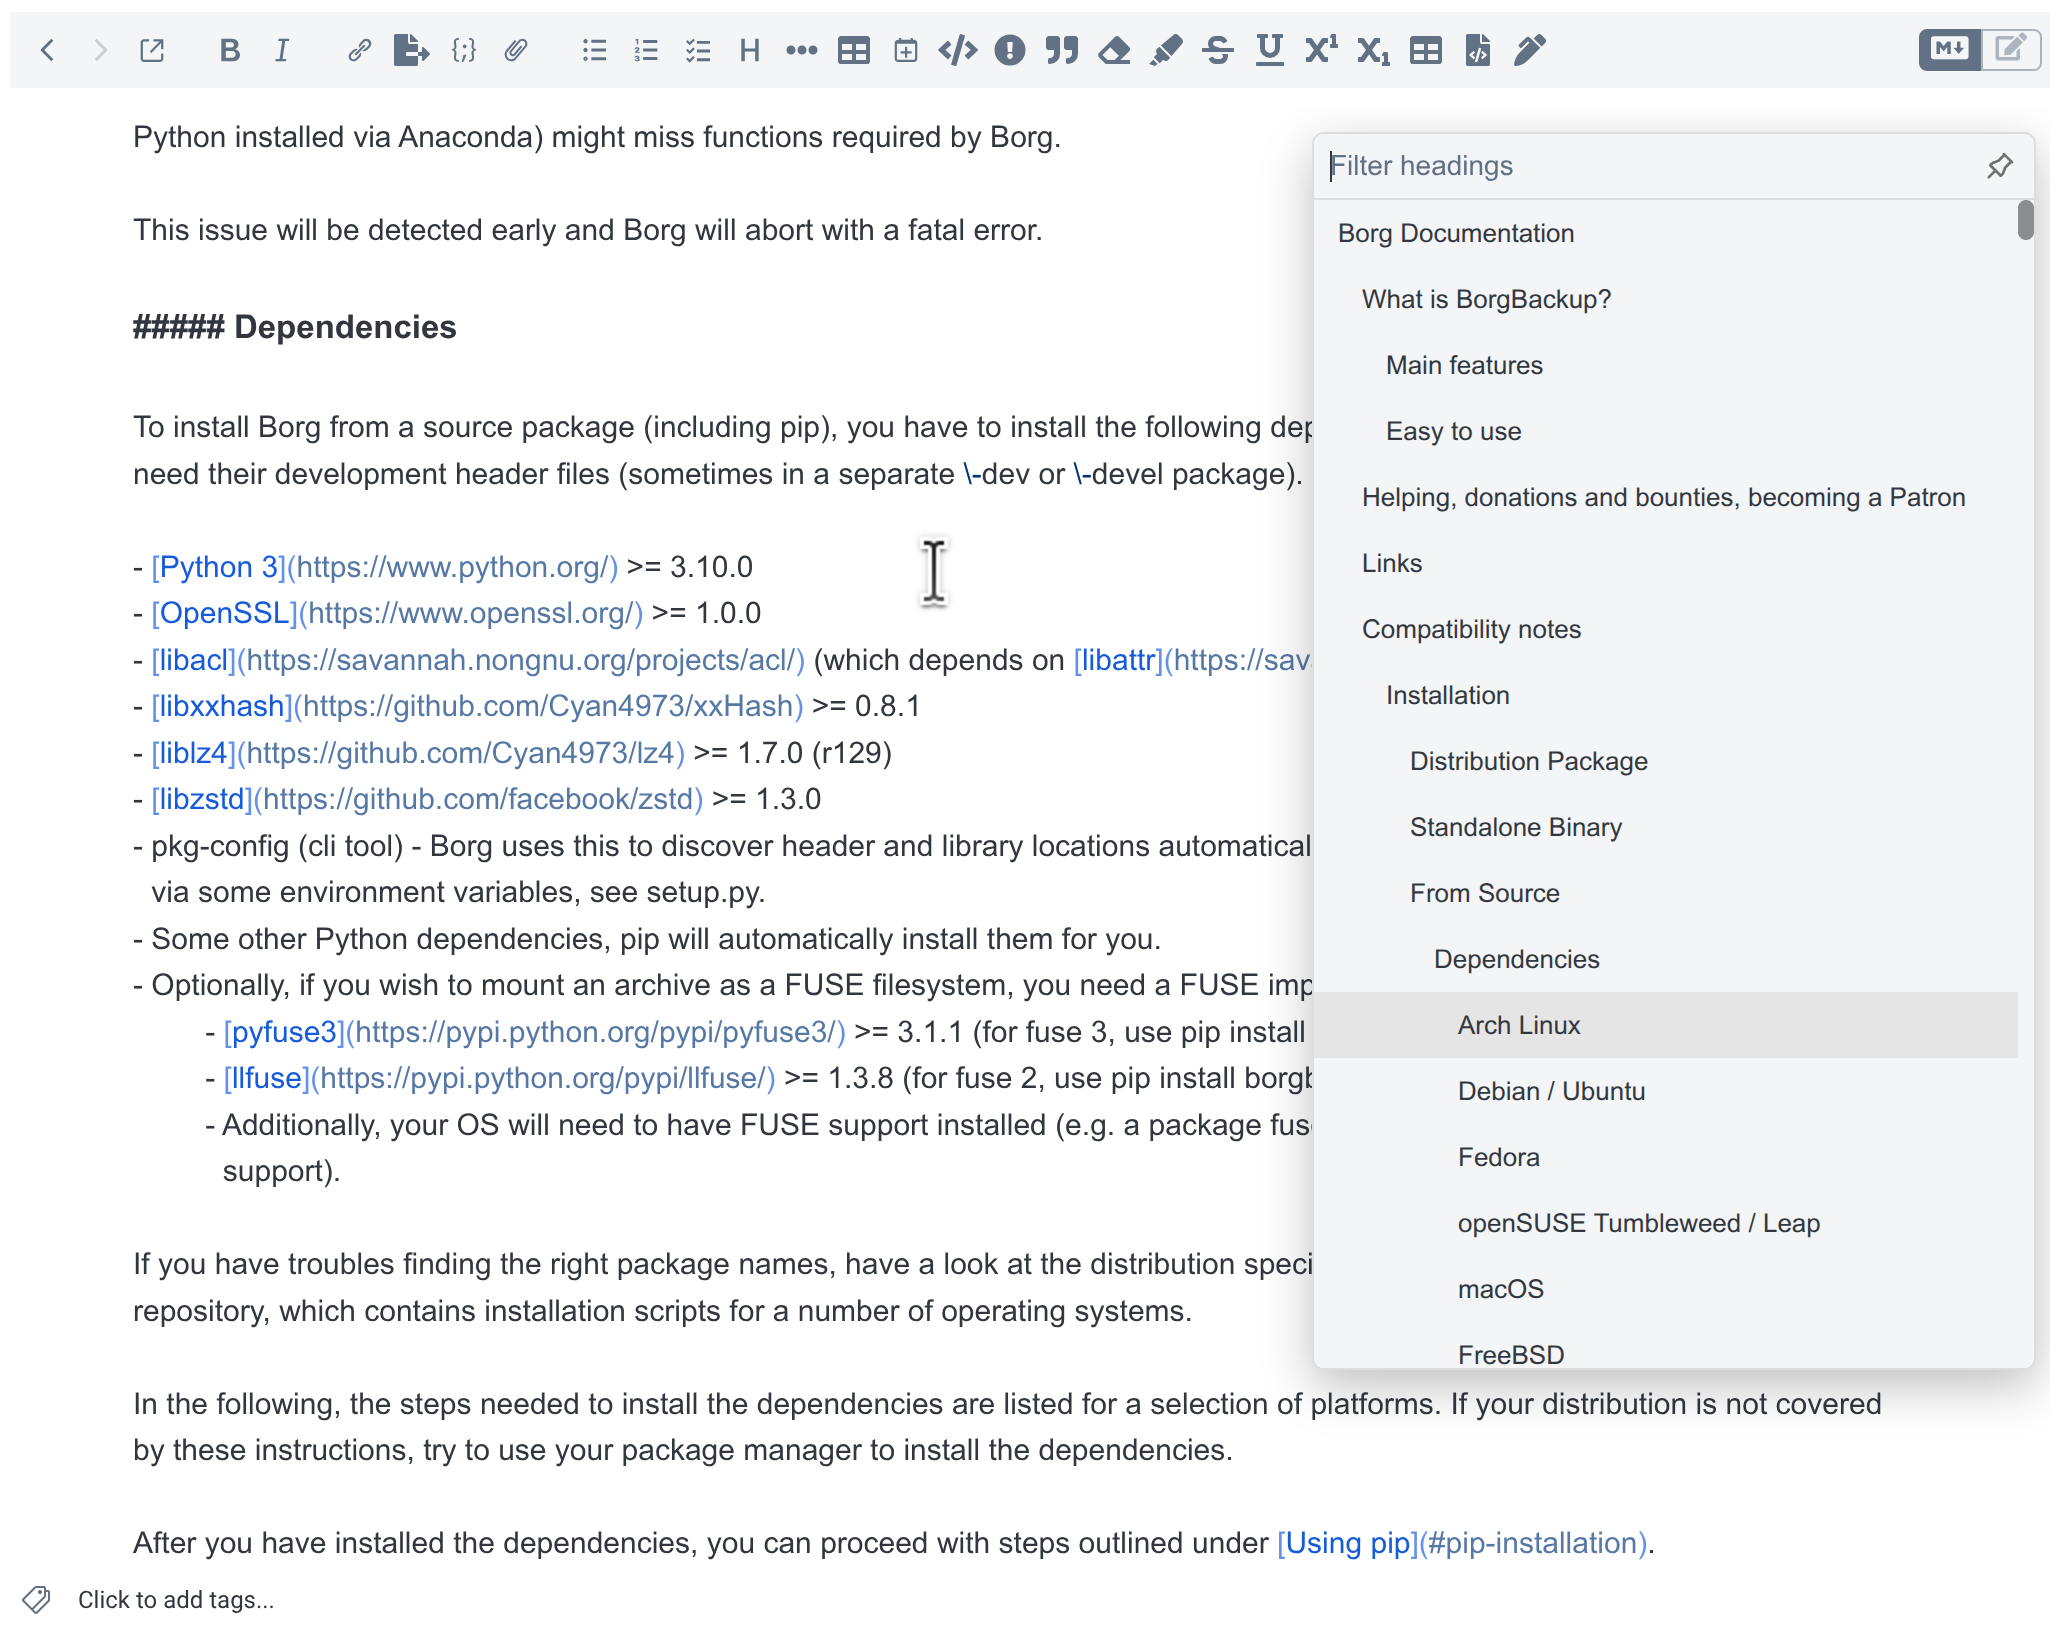 Python installed via Anaconda) might miss functions required by Borg.
This issue will be detected early and Borg will abort with a fatal error.
##### Dependencies
To install Borg from a source package (including pip), you have to install the following
need their development header files (sometimes in a separate \-dev or \-devel package).
- [Python 3](https://www.python.org/) >= 3.10.0
- [OpenSSL](https://www.openssl.org/) >= 1.0.0
- [libacl](https://savannah.nongnu.org/projects/acl/) (which depends on [libattr](https://sav
- [libxxhash](https://github.com/Cyan4973/xxHash) >= 0.8.1
- [liblz4](https://github.com/Cyan4973/lz4) >= 1.7.0 (r129)
- [libzstd](https://github.com/facebook/zstd) >= 1.3.0
- pkg-config (cli tool) - Borg uses this to discover header and library locations automatical
via some environment variables, see setup.py.
- Some other Python dependencies, pip will automatically install them for you.
- Optionally, if you wish to mount an archive as a FUSE filesystem, you need a FUSE imp
- [pyfuse3](https://pypi.python.org/pypi/pyfuse3/) >= 3.1.1 (for fuse 3, use pip install
- [llfuse](https://pypi.python.org/pypi/llfuse/) >= 1.3.8 (for fuse 2, use pip install
- Additionally, your OS will need to have FUSE support installed (e.g. a package fus
support).
If you have troubles finding the right package names, have a look at the distribution speci
repository, which contains installation scripts for a number of operating systems.
In the following, the steps needed to install the dependencies are listed for a selection of platforms. If your distribution is not covered
by these instructions, try to use your package manager to install the dependencies.
After you have installed the dependencies, you can proceed with steps outlined under [Using pip](#pip-installation).
Click to add tags...
Filter headings
Borg Documentation
What is BorgBackup?
Main features
Easy to use
Helping, donations and bounties, becoming a Patron
Links
Compatibility notes
Installation
Distribution Package
Standalone Binary
From Source
Dependencies
Arch Linux
Debian / Ubuntu
Fedora
openSUSE Tumbleweed / Leap
macOS
FreeBSD